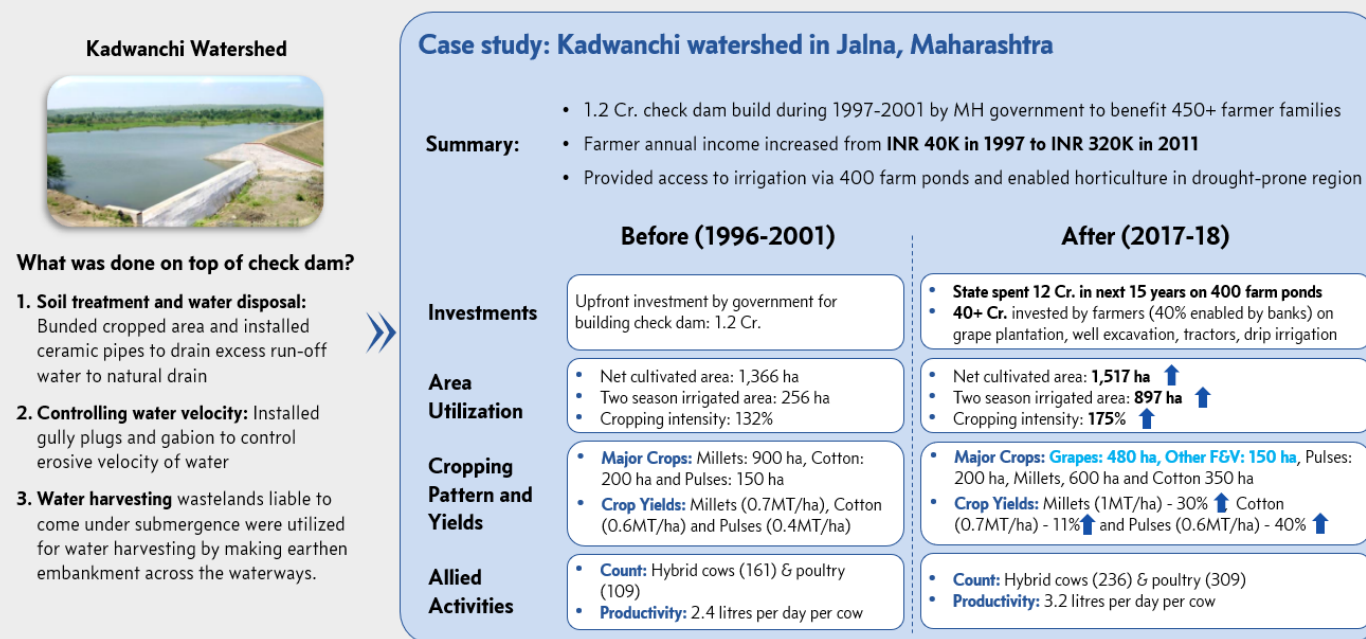 Kadwanchi Watershed
What was done on top of check dam?
1. Soil treatment and water disposal:
Bunded cropped area and installed
ceramic pipes to drain excess run-off
water to natural drain
2. Controlling water velocity: Installed
gully plugs and gabion to control
erosive velocity of water
3. Water harvesting wastelands liable to
come under submergence were utilized
for water harvesting by making earthen
embankment across the waterways.
Case study: Kadwanchi watershed in Jalna, Maharashtra
Summary:
• 1.2 Cr. check dam build during 1997-2001 by MH government to benefit 450+ farmer families
• Farmer annual income increased from INR 40K in 1997 to INR 320K in 2011
• Provided access to irrigation via 400 farm ponds and enabled horticulture in drought-prone region
Before (1996-2001)
After (2017-18)
Investments
Upfront investment by government for
building check dam: 1.2 Cr.
• State spent 12 Cr. in next 15 years on 400 farm ponds
• 40+ Cr. invested by farmers (40% enabled by banks) on
grape plantation, well excavation, tractors, drip irrigation
Area
Utilization
• Net cultivated area: 1,366 ha
• Two season irrigated area: 256 ha
• Cropping intensity: 132%
• Net cultivated area: 1,517 ha
• Two season irrigated area: 897 ha
• Cropping intensity: 175%
Cropping
Pattern and
Yields
• Major Crops: Millets: 900 ha, Cotton:
200 ha and Pulses: 150 ha
• Crop Yields: Millets (0.7MT/ha), Cotton
(0.6MT/ha) and Pulses (0.4MT/ha)
• Major Crops: Grapes: 480 ha, Other F&V: 150 ha, Pulses:
200 ha, Millets, 600 ha and Cotton 350 ha
• Crop Yields: Millets (1MT/ha) - 30% Cotton
(0.7MT/ha) - 11% and Pulses (0.6MT/ha) - 40%
Allied
Activities
• Count: Hybrid cows (161) & poultry
(109)
• Productivity: 2.4 litres per day per cow
• Count: Hybrid cows (236) & poultry (309)
• Productivity: 3.2 litres per day per cow